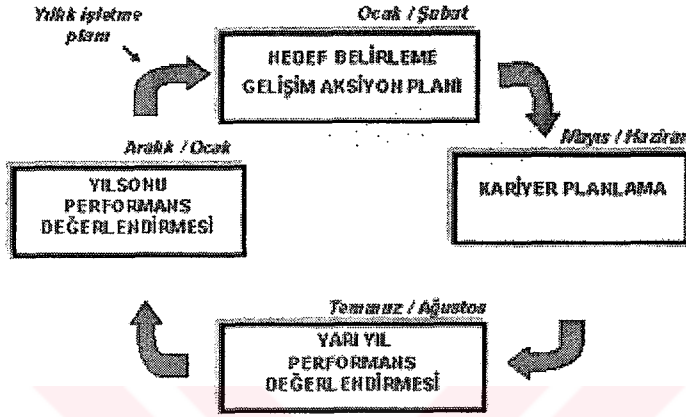 Yıllık işletme
planı
Ocak / Şubat
HEDEF BELİRLEME
GELİŞİM AKSİYON PLANI
Mayıs / Haziran
KARİYER PLANLAMA
Temmuz / Ağustos
YARI YIL
PERFORMANS
DEĞERLENDİRMESİ
Aralık / Ocak
YILSONU
PERFORMANS
DEĞERLENDİRMESİ